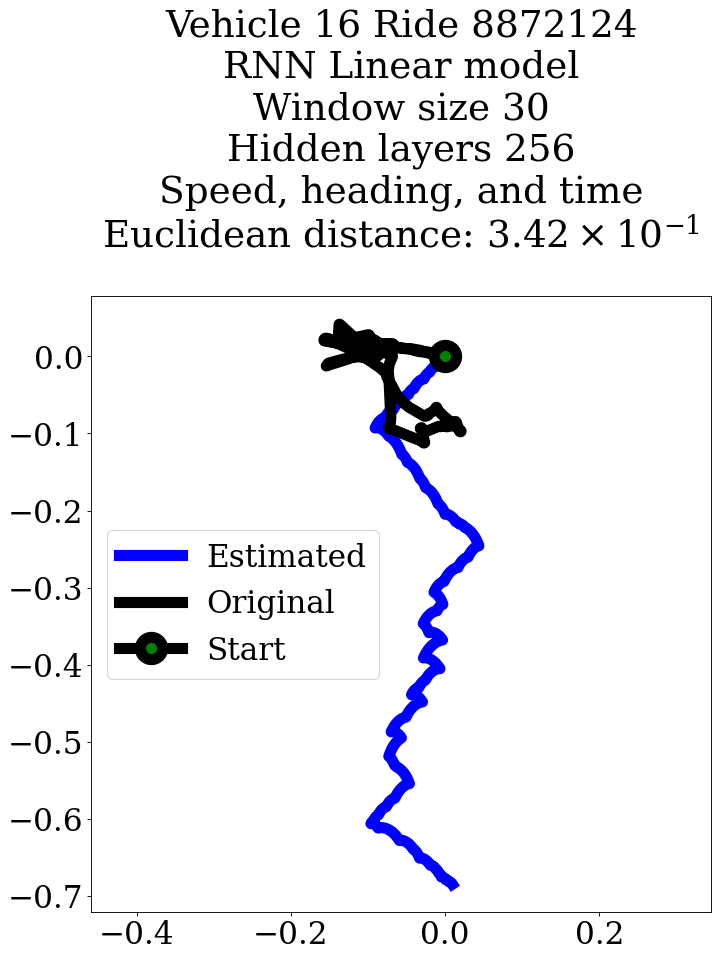 Vehicle 16 Ride 8872124
RNN Linear model
Window size 30
Hidden layers 256
Speed, heading, and time
Euclidean distance: 3.42 × 10⁻¹
0.0
−0.1
−0.2
−0.3
−0.4
−0.5
−0.6
−0.7
Estimated
Original
Start
−0.4 −0.2 0.0 0.2